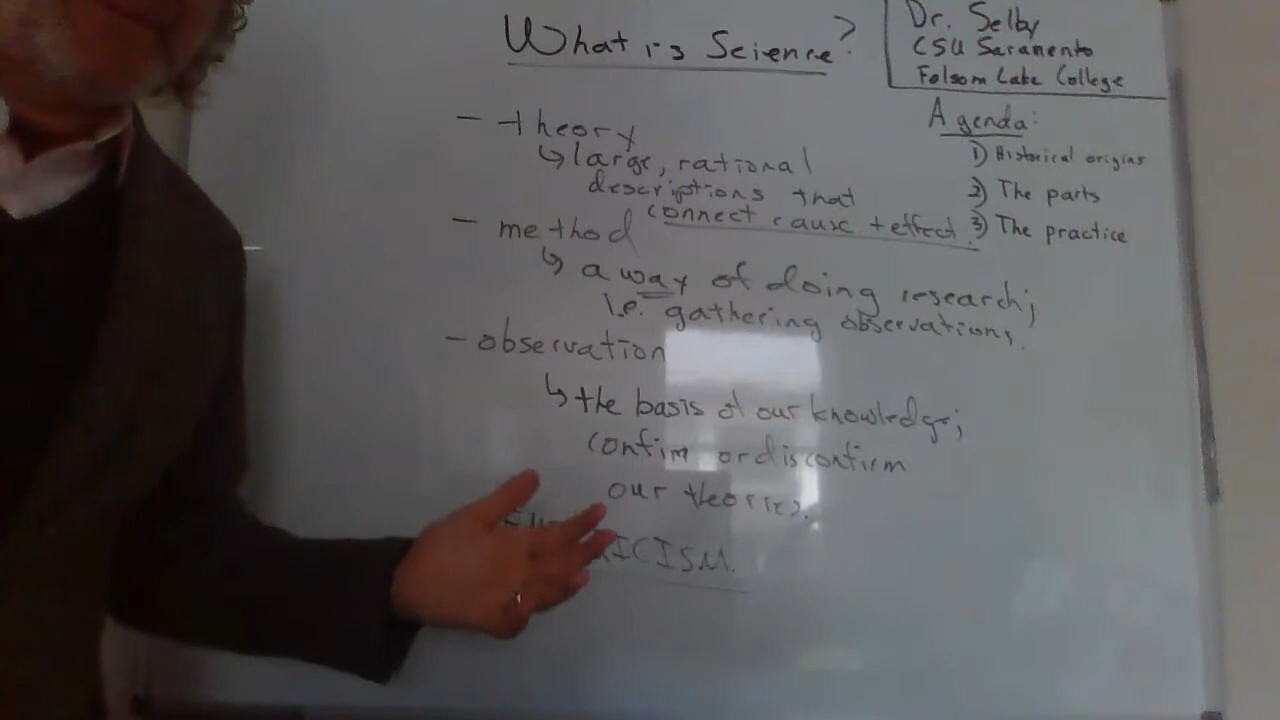 What is Science?
Dr. Selby
CSU Saramento
Folsom Lake College
Agenda:
1) Historical origins
2) The parts
3) The practice
- theory
↳ large, rational
descriptions that
connect cause + effect.
- method
↳ a way of doing research;
i.e. gathering observations.
- observation
↳ the basis of our knowledge;
confim or disconfirm
our theories.